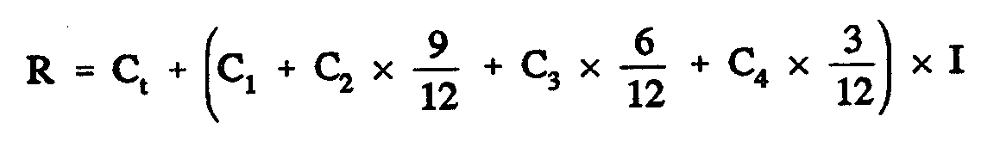 R = C_t + (C_1 + C_2 × 9/12 + C_3 × 6/12 + C_4 × 3/12) × I